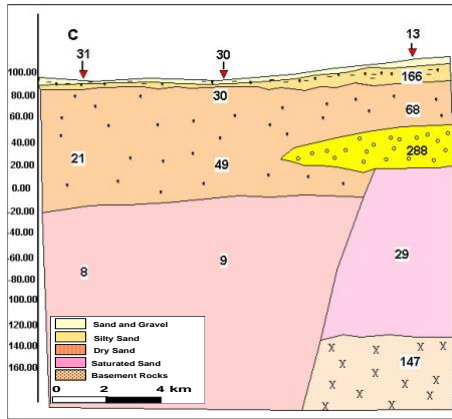 C
31 30 13
100.00
166
80.00
30
68
60.00
40.00
288
21
49
20.00
0.00
-20.00
-40.00
29
8
9
-60.00
-80.00
100.00
120.00
Sand and Gravel
140.00
Silty Sand
Dry Sand
147
160.00
Saturated Sand
Basement Rocks
0 2 4 km
X X X X X X X X X X X